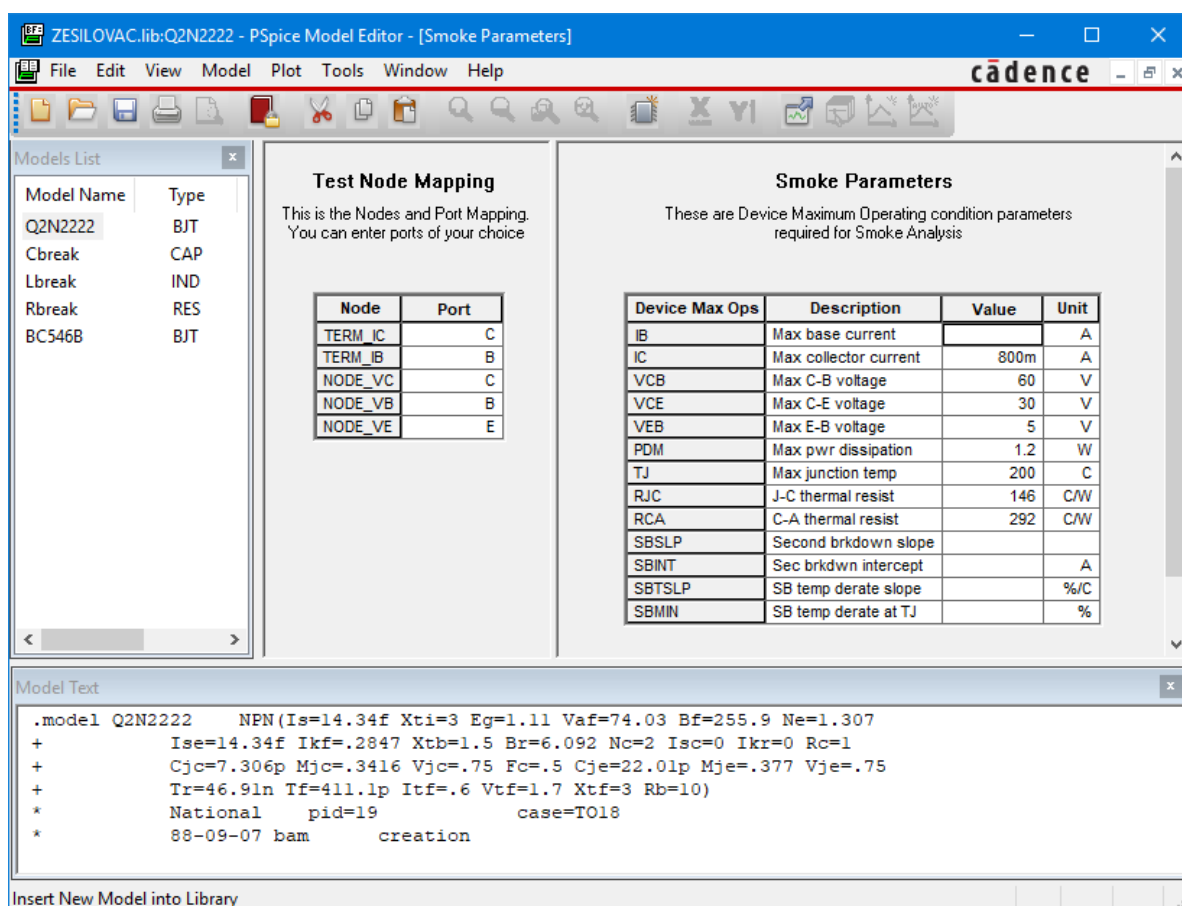 ZESILOVAC.lib:Q2N2222 - PSpice Model Editor - [Smoke Parameters]
File Edit View Model Plot Tools Window Help
cādence
Models List
Model Name Type
Q2N2222 BJT
Cbreak CAP
Lbreak IND
Rbreak RES
BC546B BJT
Test Node Mapping
This is the Nodes and Port Mapping.
You can enter ports of your choice
Node Port
TERM_IC C
TERM_IB B
NODE_VC C
NODE_VB B
NODE_VE E
Smoke Parameters
These are Device Maximum Operating condition parameters
required for Smoke Analysis
Device Max Ops Description Value Unit
IB Max base current A
IC Max collector current 800m A
VCB Max C-B voltage 60 V
VCE Max C-E voltage 30 V
VEB Max E-B voltage 5 V
PDM Max pwr dissipation 1.2 W
TJ Max junction temp 200 C
RJC J-C thermal resist 146 C/W
RCA C-A thermal resist 292 C/W
SBSLP Second brkdown slope
SBINT Sec brkdwn intercept A
SBTSLP SB temp derate slope %/C
SBMIN SB temp derate at TJ %
Model Text
.model Q2N2222 NPN(Is=14.34f Xti=3 Eg=1.11 Vaf=74.03 Bf=255.9 Ne=1.307
+ Ise=14.34f Ikf=.2847 Xtb=1.5 Br=6.092 Nc=2 Isc=0 Ikr=0 Rc=1
+ Cjc=7.306p Mjc=.3416 Vjc=.75 Fc=.5 Cje=22.01p Mje=.377 Vje=.75
+ Tr=46.91n Tf=411.1p Itf=.6 Vtf=1.7 Xtf=3 Rb=10)
* National pid=19 case=TO18
* 88-09-07 bam creation
Insert New Model into Library